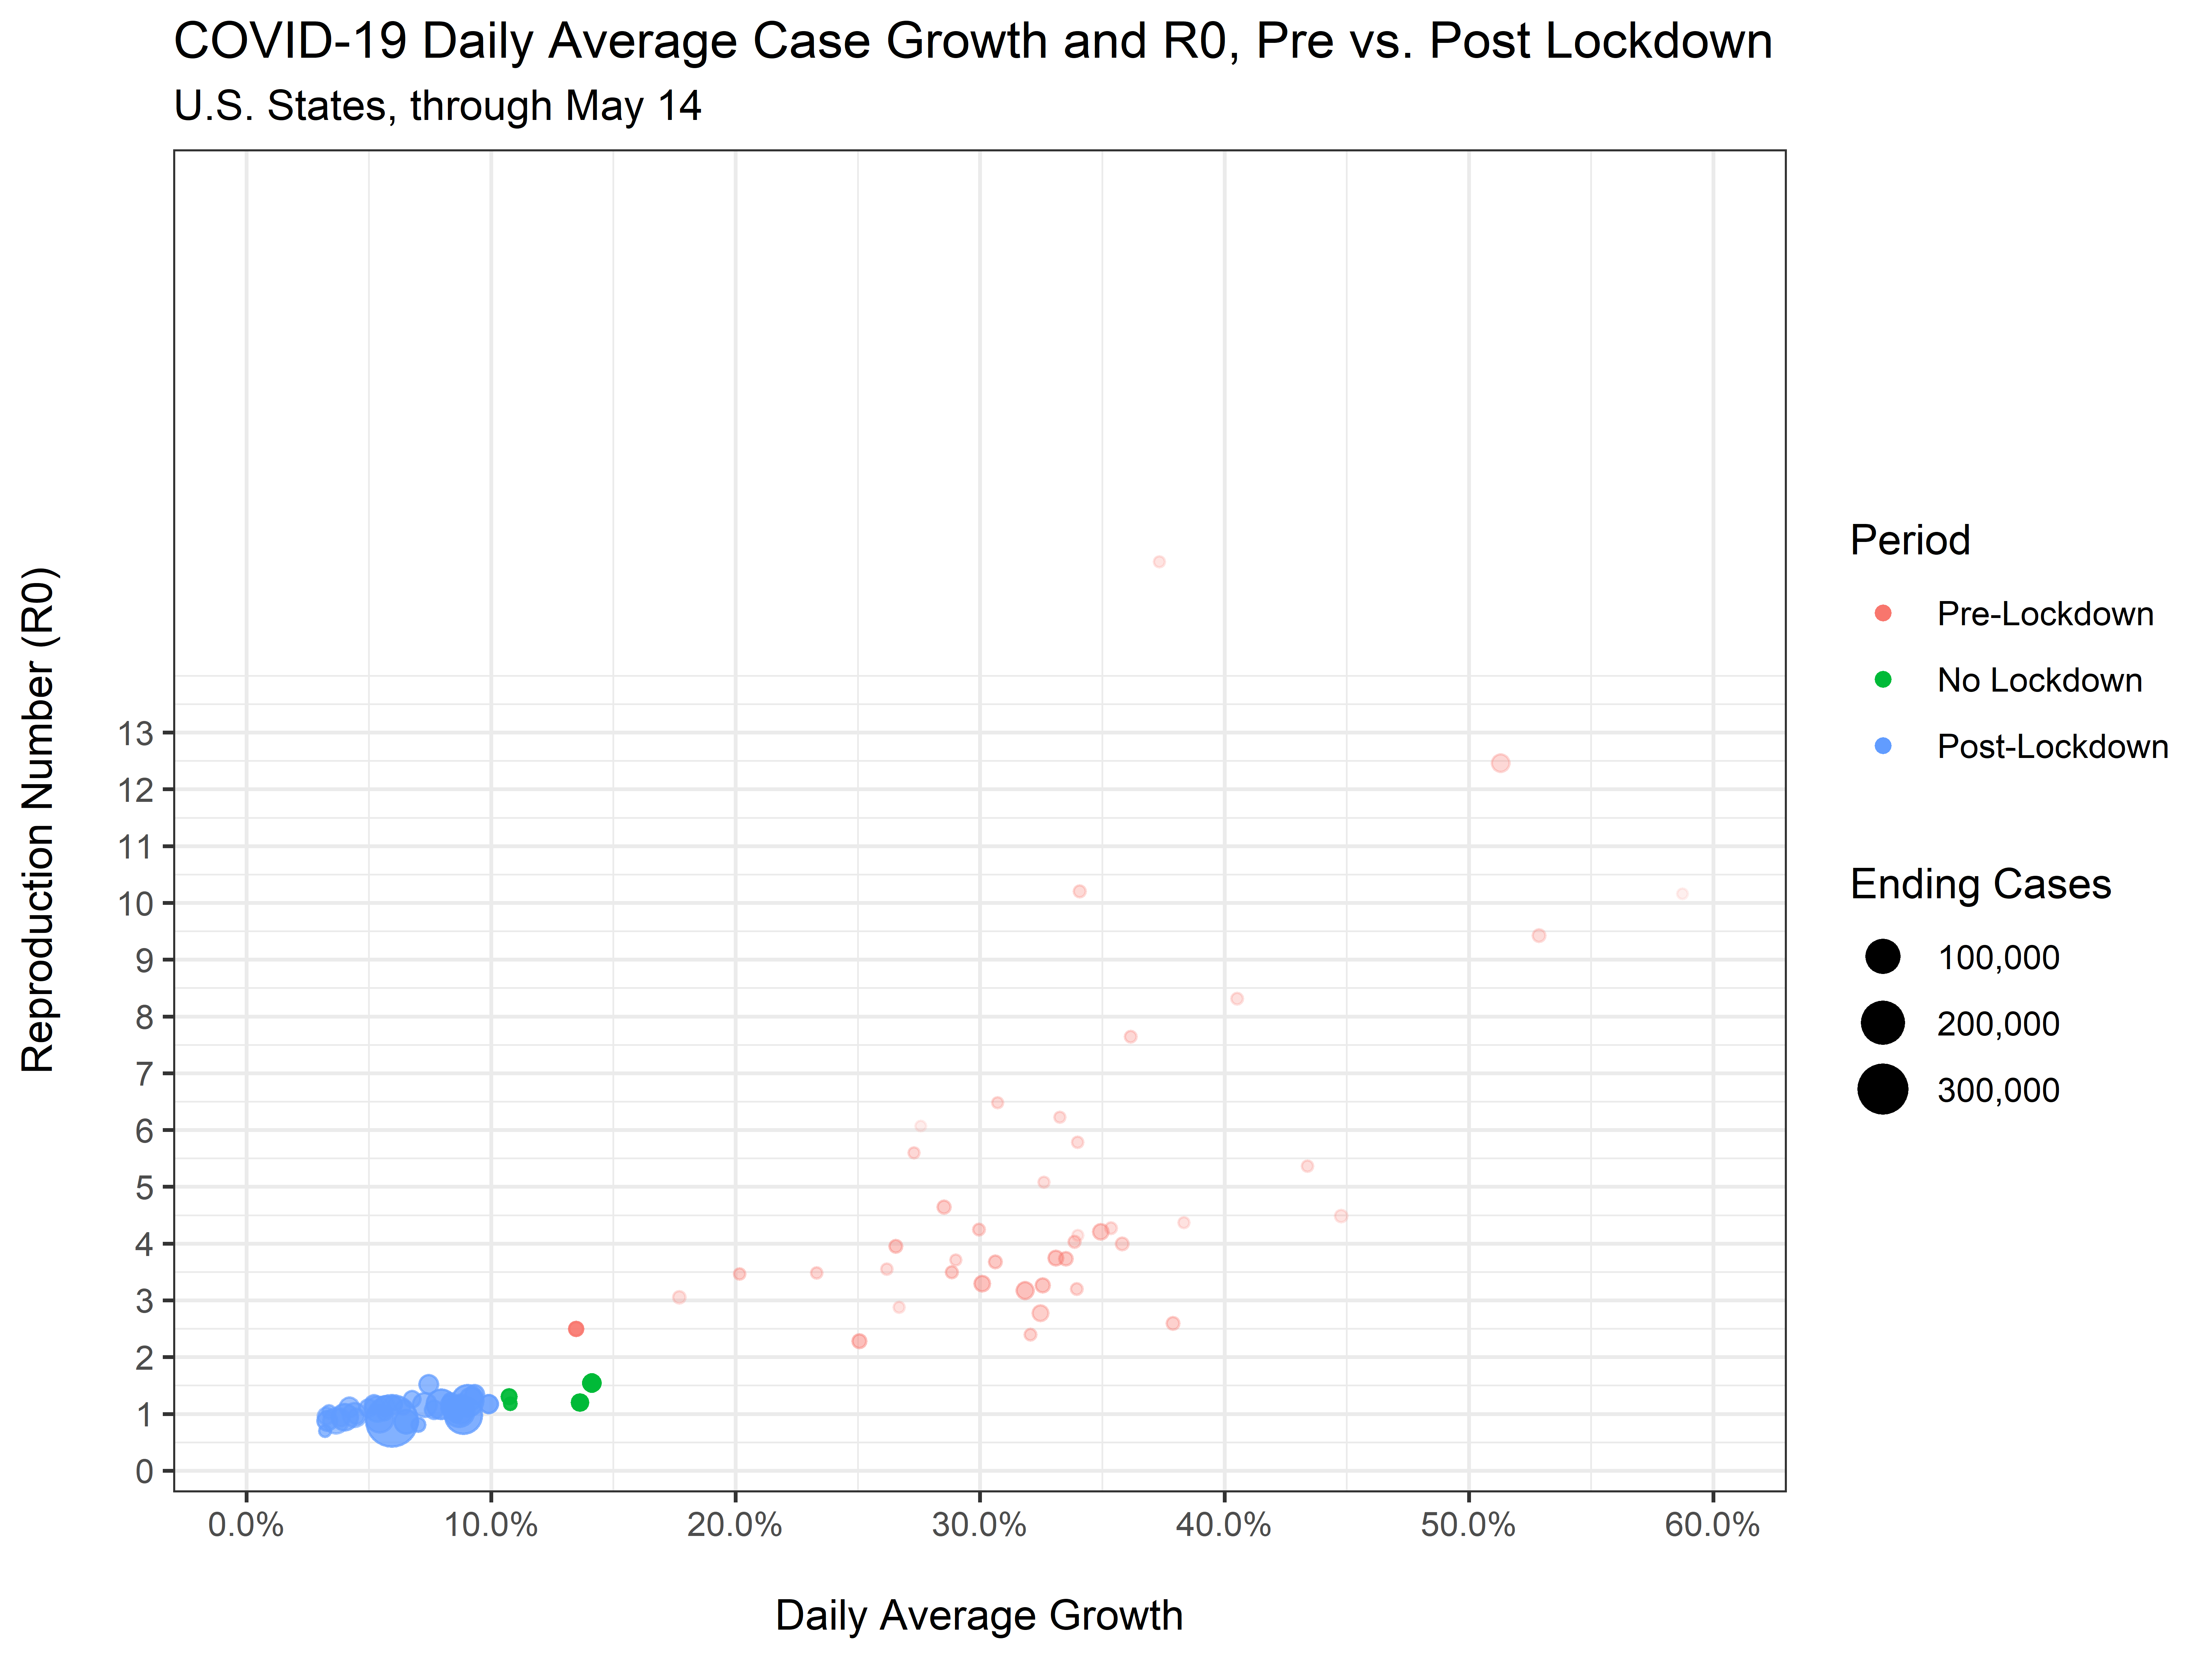 COVID-19 Daily Average Case Growth and R0, Pre vs. Post Lockdown
U.S. States, through May 14
Reproduction Number (R0)
13
12
11
10
9
8
7
6
5
4
3
2
1
0
0.0%
10.0%
20.0%
30.0%
40.0%
50.0%
60.0%
Daily Average Growth
Period
Pre-Lockdown
No Lockdown
Post-Lockdown
Ending Cases
100,000
200,000
300,000